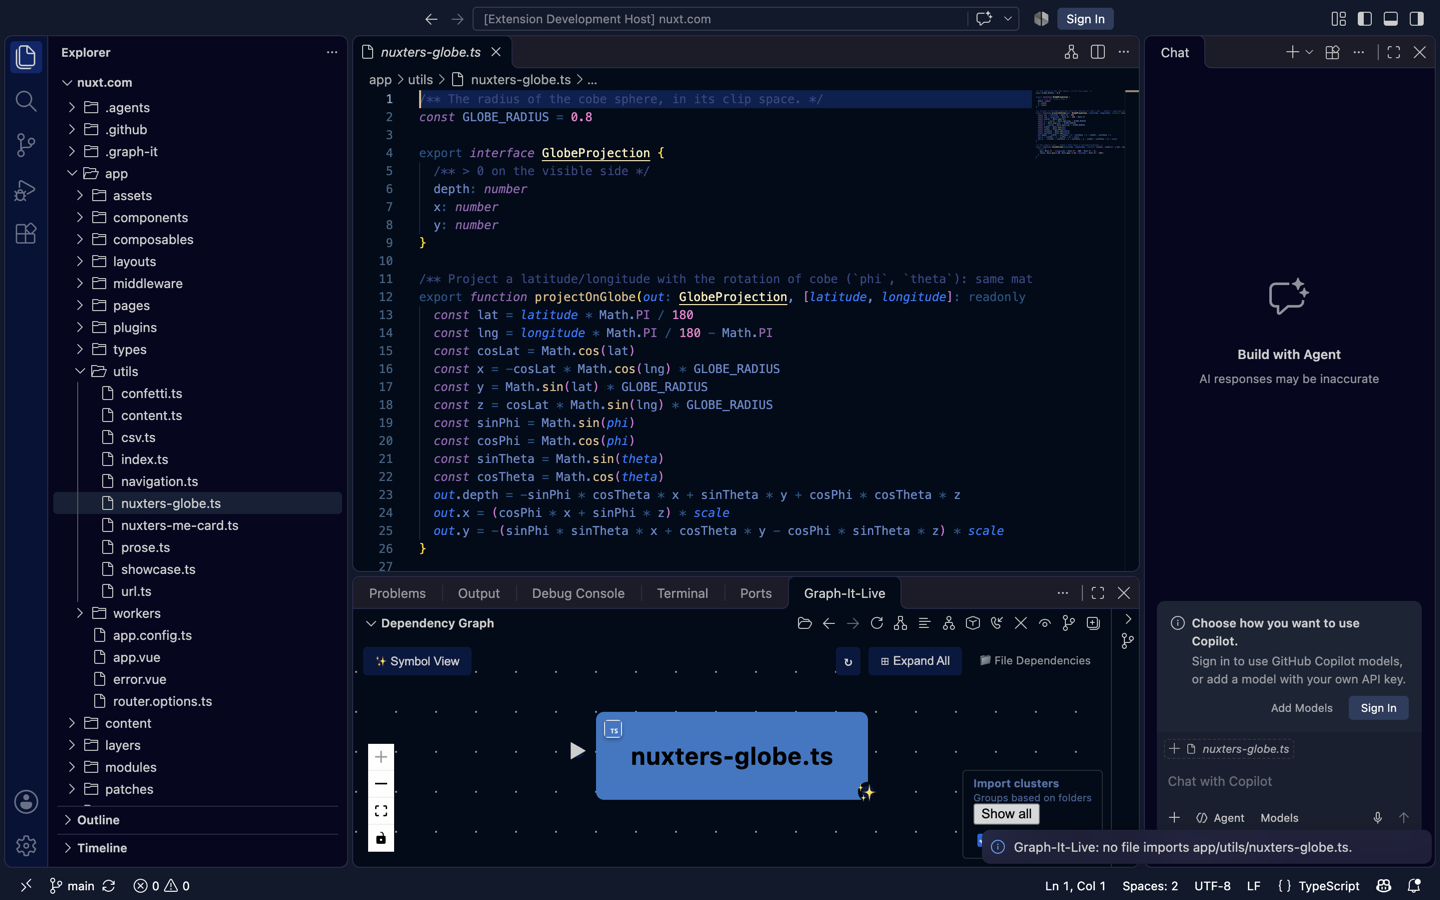 [Extension Development Host] nuxt.com
Sign In
Explorer
nuxt.com
.agents
.github
.graph-it
app
assets
components
composables
layouts
middleware
pages
plugins
types
utils
confetti.ts
content.ts
csv.ts
index.ts
navigation.ts
nuxters-globe.ts
nuxters-me-card.ts
prose.ts
showcase.ts
url.ts
workers
app.config.ts
app.vue
error.vue
router.options.ts
content
layers
modules
patches
Outline
Timeline
nuxters-globe.ts
app > utils > nuxters-globe.ts > ...
1 /** The radius of the cobe sphere, in its clip space. */
2 const GLOBE_RADIUS = 0.8
3
4 export interface GlobeProjection {
5 /** > 0 on the visible side */
6 depth: number
7 x: number
8 y: number
9 }
10
11 /** Project a latitude/longitude with the rotation of cobe (`phi`, `theta`): same mat
12 export function projectOnGlobe(out: GlobeProjection, [latitude, longitude]: readonly
13 const lat = latitude * Math.PI / 180
14 const lng = longitude * Math.PI / 180 - Math.PI
15 const cosLat = Math.cos(lat)
16 const x = -cosLat * Math.cos(lng) * GLOBE_RADIUS
17 const y = Math.sin(lat) * GLOBE_RADIUS
18 const z = cosLat * Math.sin(lng) * GLOBE_RADIUS
19 const sinPhi = Math.sin(phi)
20 const cosPhi = Math.cos(phi)
21 const sinTheta = Math.sin(theta)
22 const cosTheta = Math.cos(theta)
23 out.depth = -sinPhi * cosTheta * x + sinTheta * y + cosPhi * cosTheta * z
24 out.x = (cosPhi * x + sinPhi * z) * scale
25 out.y = -(sinPhi * sinTheta * x + cosTheta * y - cosPhi * sinTheta * z) * scale
26 }
27
Problems Output Debug Console Terminal Ports Graph-It-Live
Dependency Graph
Symbol View
Expand All
File Dependencies
TS
nuxters-globe.ts
Import clusters
Groups based on folders
Show all
Chat
Build with Agent
AI responses may be inaccurate
Choose how you want to use
Copilot.
Sign in to use GitHub Copilot models,
or add a model with your own API key.
Add Models
Sign In
nuxters-globe.ts
Chat with Copilot
Agent Models
Graph-It-Live: no file imports app/utils/nuxters-globe.ts.
main 0 0
Ln 1, Col 1 Spaces: 2 UTF-8 LF { } TypeScript